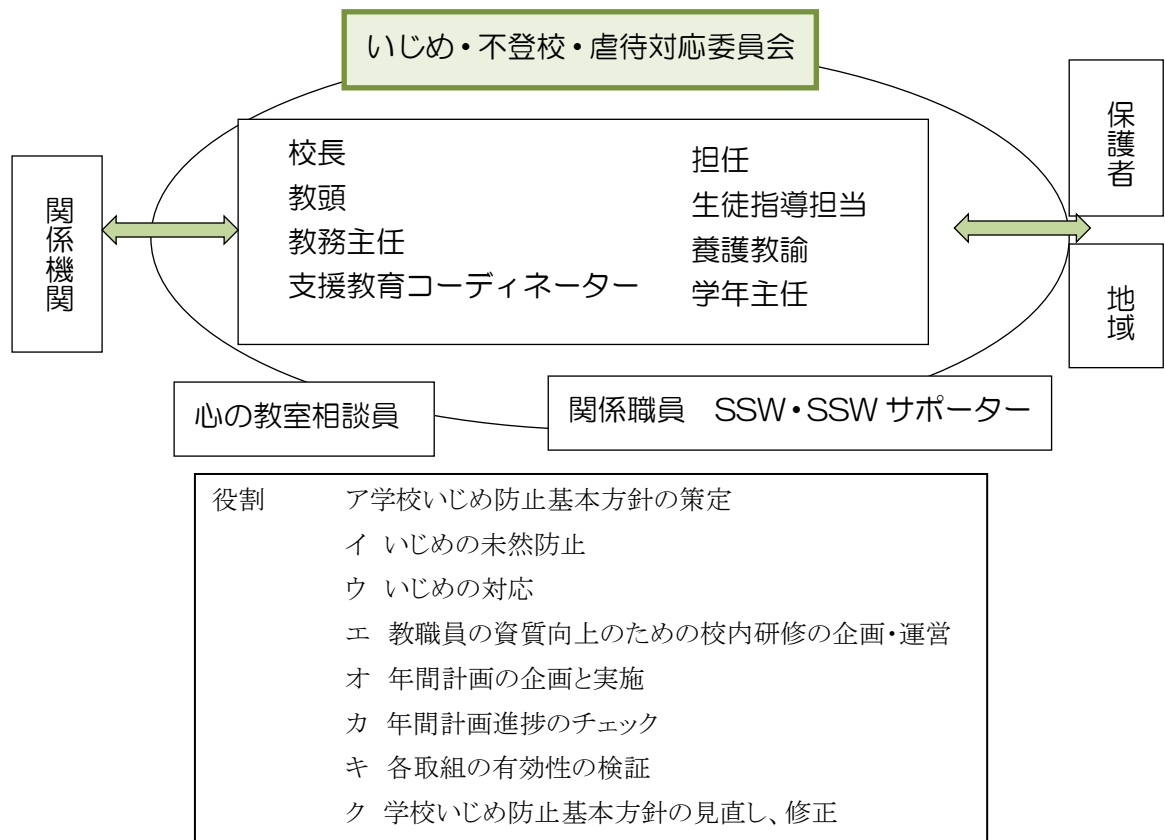 いじめ・不登校・虐待対応委員会
関係機関
校長
教頭
教務主任
支援教育コーディネーター
担任
生徒指導担当
養護教諭
学年主任
保護者
地域
心の教室相談員
関係職員　SSW・SSW サポーター
役割　ア学校いじめ防止基本方針の策定
イ いじめの未然防止
ウ いじめの対応
エ 教職員の資質向上のための校内研修の企画・運営
オ 年間計画の企画と実施
カ 年間計画進捗のチェック
キ 各取組の有効性の検証
ク 学校いじめ防止基本方針の見直し、修正